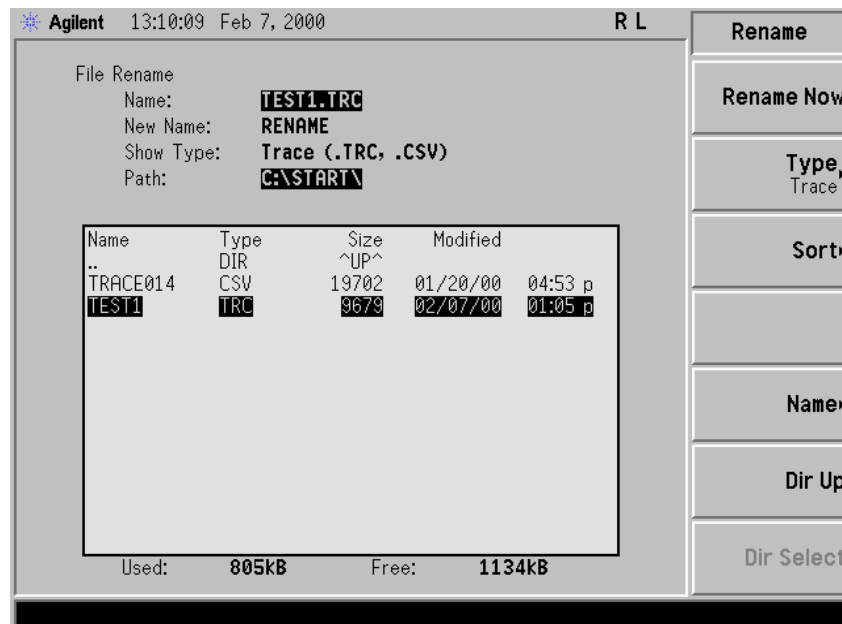 Agilent 13:10:09 Feb 7, 2000 R L
Rename
File Rename
Name: TEST1.TRC
New Name: RENAME
Show Type: Trace (.TRC, .CSV)
Path: C:\START\
Name Type Size Modified
.. DIR ^UP^
TRACE014 CSV 19702 01/20/00 04:53 p
TEST1 TRC 9679 02/07/00 01:05 p
Used: 805kB Free: 1134kB
Rename Now
Type
Trace
Sort
Name
Dir Up
Dir Select